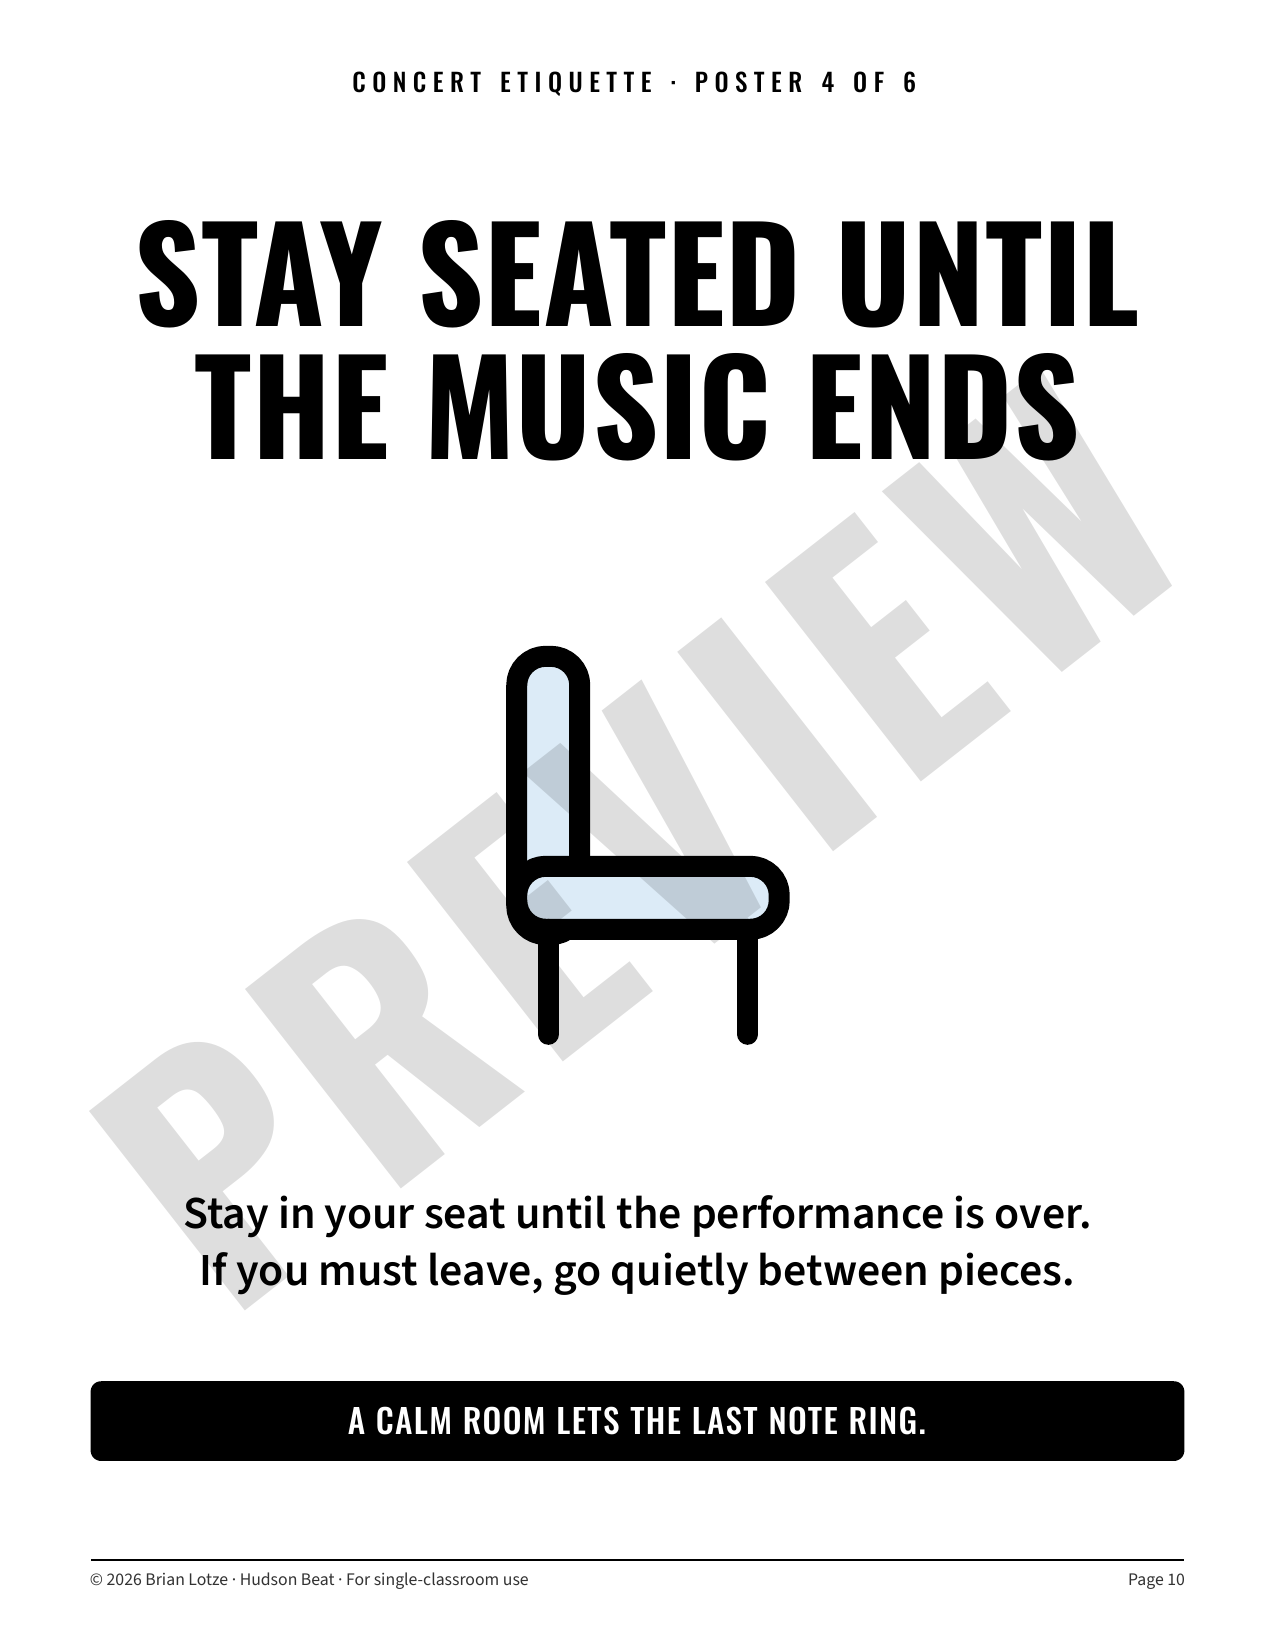 CONCERT ETIQUETTE · POSTER 4 OF 6
STAY SEATED UNTIL
THE MUSIC ENDS
PREVIEW
Stay in your seat until the performance is over.
If you must leave, go quietly between pieces.
A CALM ROOM LETS THE LAST NOTE RING.
© 2026 Brian Lotze · Hudson Beat · For single-classroom use
Page 10